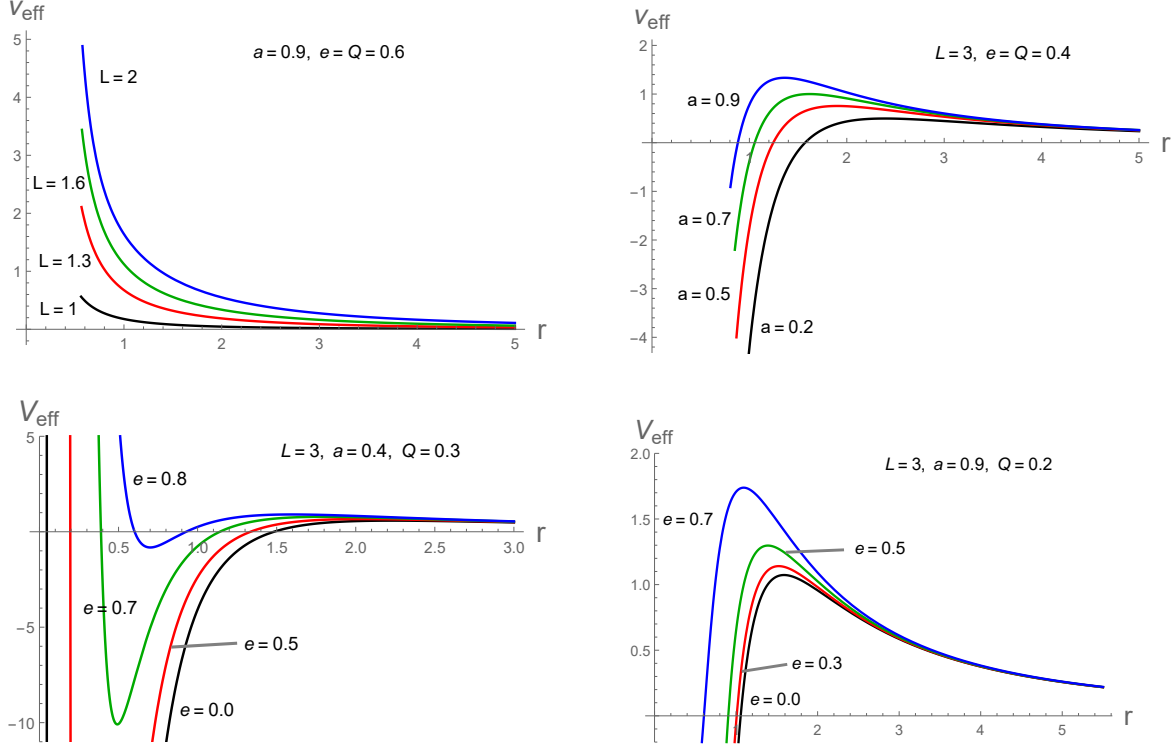 v_eff
a = 0.9, e = Q = 0.6
5
L = 2
4
3
L = 1.6
2
L = 1.3
1
L = 1
1 2 3 4 5 r
v_eff
2
L = 3, e = Q = 0.4
1
a = 0.9
1 2 3 4 5 r
−1
a = 0.7
−2
−3
a = 0.5
a = 0.2
−4
V_eff
5
L = 3, a = 0.4, Q = 0.3
e = 0.8
0.5 1.0 1.5 2.0 2.5 3.0 r
e = 0.7
−5
e = 0.5
e = 0.0
−10
V_eff
2.0
L = 3, a = 0.9, Q = 0.2
1.5
e = 0.7
e = 0.5
1.0
0.5
e = 0.3
e = 0.0
1 2 3 4 5 r